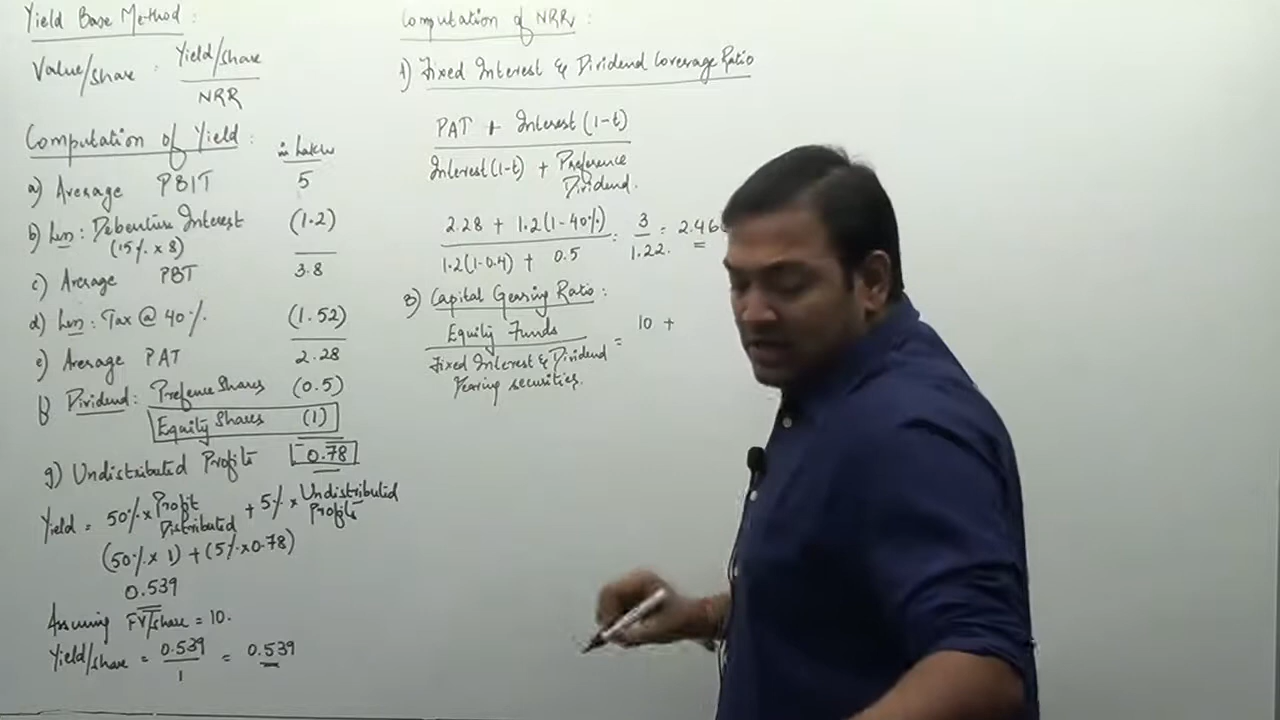 Yield Base Method :
Value/share : Yield/share
NRR
Computation of Yield :
in Lakhs
a) Average PBIT 5
b) Less : Debenture Interest (1.2)
(15% × 8)
c) Average PBT 3.8
d) Less : Tax @ 40% (1.52)
e) Average PAT 2.28
f) Dividend : Prefence Shares (0.5)
Equity Shares (1)
g) Undistributed Profits 0.78
Yield = 50% × Profit Distributed + 5% × Undistributed Profits
(50% × 1) + (5% × 0.78)
0.539
Assuming FV/share = 10.
Yield/share = 0.539 = 0.539
1
Computation of NRR :
1) Fixed Interest & Dividend Coverage Ratio
PAT + Interest (1-t)
Interest (1-t) + Preference
Dividend.
2.28 + 1.2 (1-40%) : 3 = 2.46
1.2 (1-0.4) + 0.5 1.22.
B) Capital Gearing Ratio :
Equity Funds = 10 +
Fixed Interest & Dividend
Bearing securities.